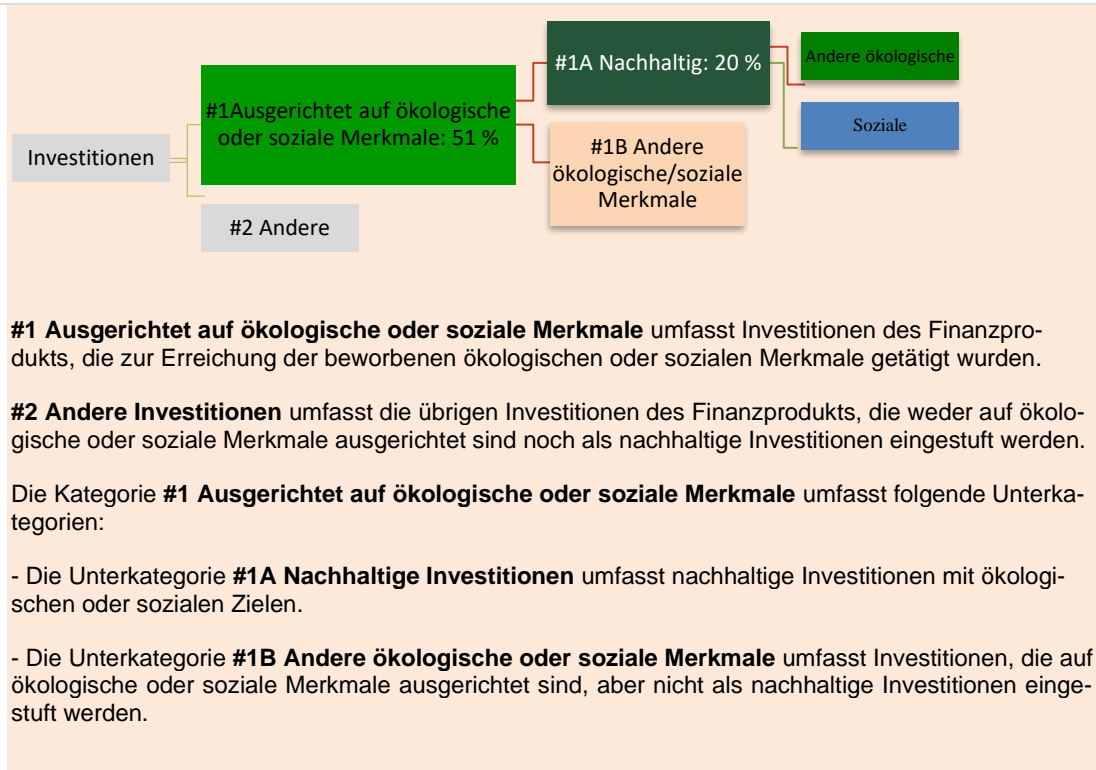 Investitionen
#1Ausgerichtet auf ökologische
oder soziale Merkmale: 51 %
#2 Andere
#1A Nachhaltig: 20 %
#1B Andere
ökologische/soziale
Merkmale
Andere ökologische
Soziale
#1 Ausgerichtet auf ökologische oder soziale Merkmale umfasst Investitionen des Finanzpro-
dukts, die zur Erreichung der beworbenen ökologischen oder sozialen Merkmale getätigt wurden.
#2 Andere Investitionen umfasst die übrigen Investitionen des Finanzprodukts, die weder auf ökolo-
gische oder soziale Merkmale ausgerichtet sind noch als nachhaltige Investitionen eingestuft werden.
Die Kategorie #1 Ausgerichtet auf ökologische oder soziale Merkmale umfasst folgende Unterka-
tegorien:
- Die Unterkategorie #1A Nachhaltige Investitionen umfasst nachhaltige Investitionen mit ökologi-
schen oder sozialen Zielen.
- Die Unterkategorie #1B Andere ökologische oder soziale Merkmale umfasst Investitionen, die auf
ökologische oder soziale Merkmale ausgerichtet sind, aber nicht als nachhaltige Investitionen einge-
stuft werden.